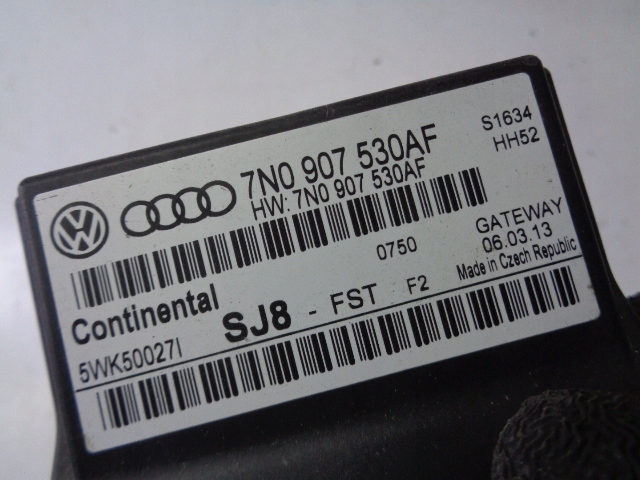 7N0 907 530AF
HW: 7N0 907 530AF
S1634
HH52
0750
GATEWAY
06.03.13
Made in Czech Republic
Continental
5WK50027I
SJ8 - FST F2